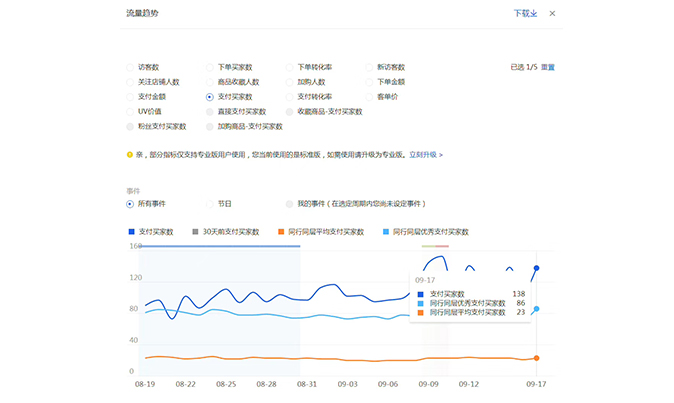 流量趋势 下载
访客数 下单买家数 下单转化率 新访客数 已选 1/5 重置
关注店铺人数 商品收藏人数 加购人数 下单金额
支付金额 支付买家数 支付转化率 客单价
UV价值 直接支付买家数 收藏商品-支付买家数
粉丝支付买家数 加购商品-支付买家数
亲，部分指标仅支持专业版用户使用，您当前使用的是标准版，如需使用请升级为专业版。立刻升级 >
事件
所有事件 节日 我的事件（在选定周期内您尚未设定事件）
支付买家数 30天前支付买家数 同行同层平均支付买家数 同行同层优秀支付买家数
160
120
80
40
0
09-17
支付买家数 138
同行同层优秀支付买家数 86
同行同层平均支付买家数 23
08-19 08-22 08-25 08-28 08-31 09-03 09-06 09-09 09-12 09-17